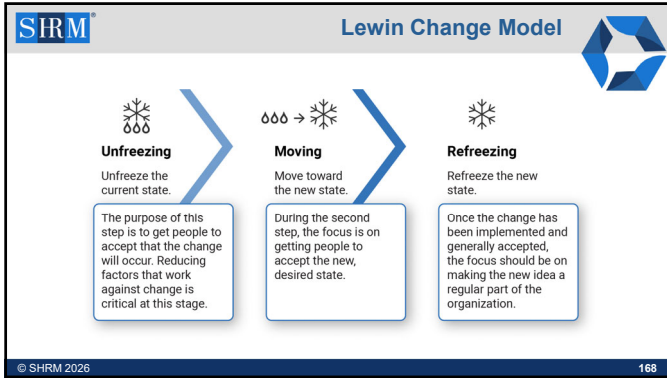 SHRM®
Lewin Change Model
Unfreezing
Unfreeze the
current state.
The purpose of this
step is to get people to
accept that the change
will occur. Reducing
factors that work
against change is
critical at this stage.
Moving
Move toward
the new state.
During the second
step, the focus is on
getting people to
accept the new,
desired state.
Refreezing
Refreeze the new
state.
Once the change has
been implemented and
generally accepted,
the focus should be on
making the new idea a
regular part of the
organization.
© SHRM 2026
168